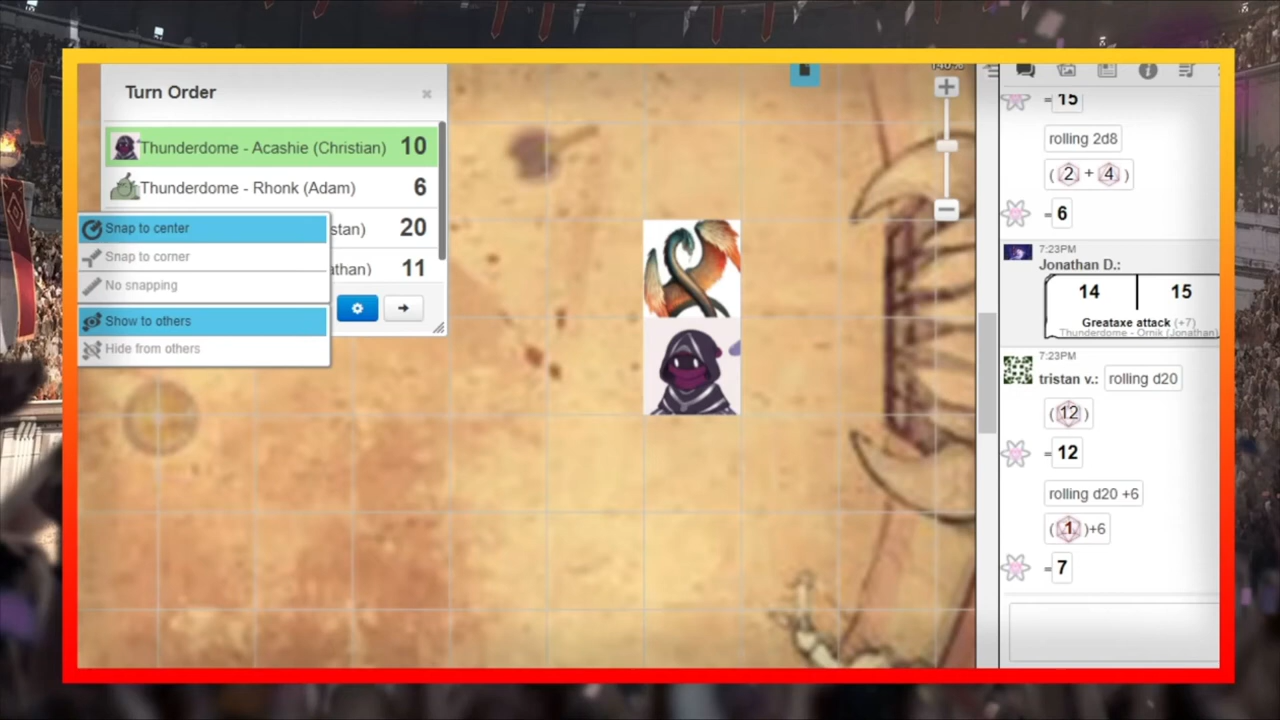 Turn Order
×
Thunderdome - Acashie (Christian) 10
Thunderdome - Rhonk (Adam) 6
stan) 20
athan) 11
Snap to center
Snap to corner
No snapping
Show to others
Hide from others
140%
= 15
rolling 2d8
(2 + 4)
= 6
7:23PM
Jonathan D.:
14 15
Greataxe attack (+7)
Thunderdome - Ornik (Jonathan)
7:23PM
tristan v.: rolling d20
(12)
= 12
rolling d20 +6
(1)+6
= 7